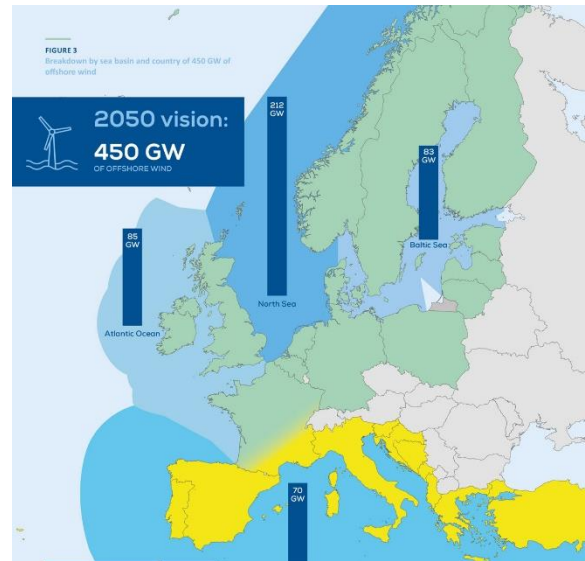 FIGURE 3
Breakdown by sea basin and country of 450 GW of
offshore wind
2050 vision:
450 GW
OF OFFSHORE WIND
212
GW
North Sea
83
GW
Baltic Sea
85
GW
Atlantic Ocean
70
GW